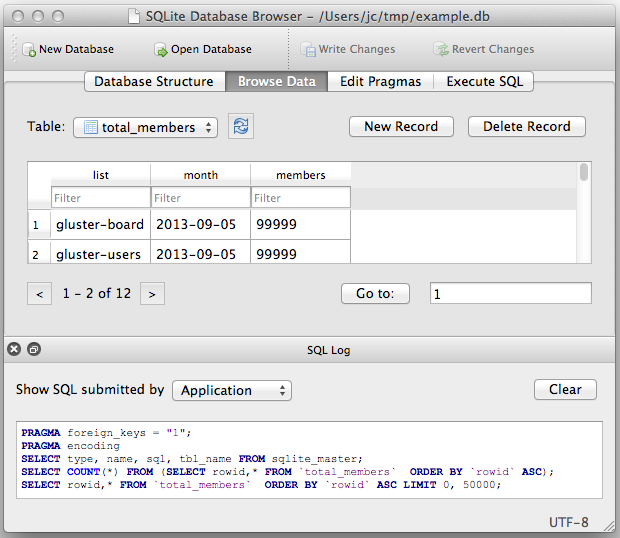 SQLite Database Browser - /Users/jc/tmp/example.db
New Database Open Database Write Changes Revert Changes
Database Structure Browse Data Edit Pragmas Execute SQL
Table: total_members New Record Delete Record
list month members
Filter Filter Filter
1 gluster-board 2013-09-05 99999
2 gluster-users 2013-09-05 99999
< 1 - 2 of 12 > Go to: 1
SQL Log
Show SQL submitted by Application Clear
PRAGMA foreign_keys = "1";
PRAGMA encoding
SELECT type, name, sql, tbl_name FROM sqlite_master;
SELECT COUNT(*) FROM (SELECT rowid,* FROM `total_members`  ORDER BY `rowid` ASC);
SELECT rowid,* FROM `total_members`  ORDER BY `rowid` ASC LIMIT 0, 50000;
UTF-8